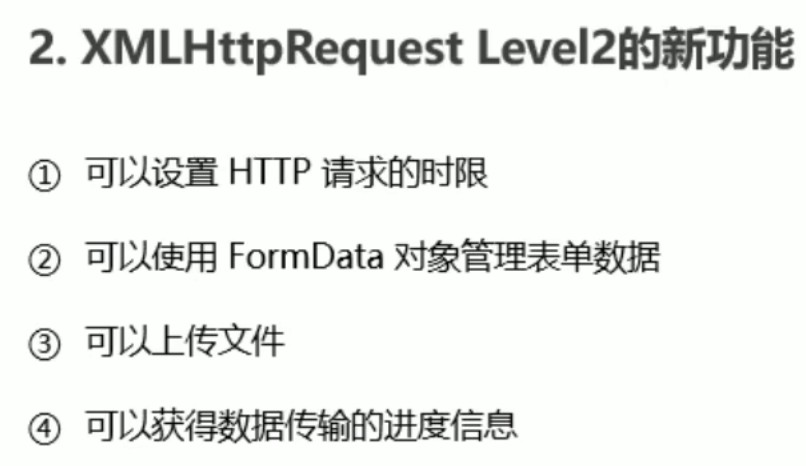 2. XMLHttpRequest Level2的新功能
① 可以设置 HTTP 请求的时限
② 可以使用 FormData 对象管理表单数据
③ 可以上传文件
④ 可以获得数据传输的进度信息